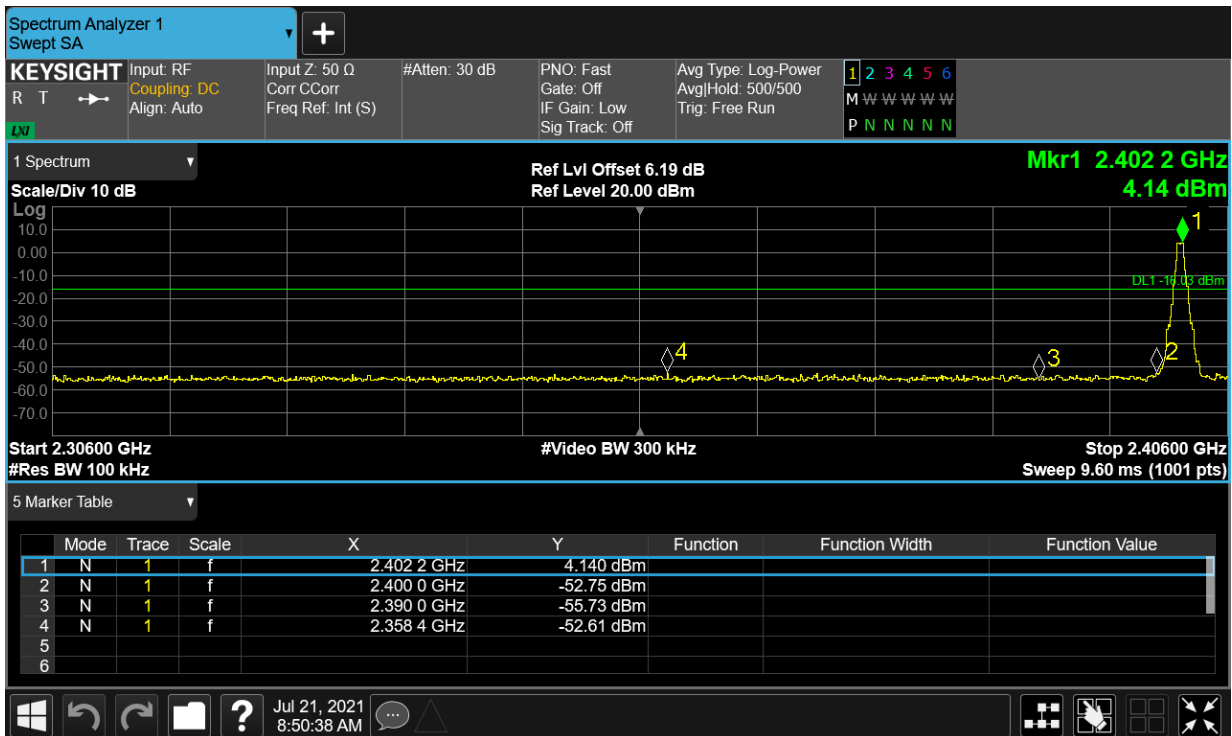 Spectrum Analyzer 1
Swept SA
KEYSIGHT Input: RF Input Z: 50 Ω #Atten: 30 dB PNO: Fast Avg Type: Log-Power 1 2 3 4 5 6
R T Coupling: DC Corr CCorr Gate: Off Avg|Hold: 500/500 M W W W W W
Align: Auto Freq Ref: Int (S) IF Gain: Low Trig: Free Run
LXI Sig Track: Off P N N N N N
1 Spectrum Ref Lvl Offset 6.19 dB Mkr1 2.402 2 GHz
Scale/Div 10 dB Ref Level 20.00 dBm 4.14 dBm
Log
10.0 1
0.00
-10.0 DL1 -16.03 dBm
-20.0
-30.0
-40.0 4 3 2
-50.0
-60.0
-70.0
Start 2.30600 GHz #Video BW 300 kHz Stop 2.40600 GHz
#Res BW 100 kHz Sweep 9.60 ms (1001 pts)
5 Marker Table
Mode Trace Scale X Y Function Function Width Function Value
1 N 1 f 2.402 2 GHz 4.140 dBm
2 N 1 f 2.400 0 GHz -52.75 dBm
3 N 1 f 2.390 0 GHz -55.73 dBm
4 N 1 f 2.358 4 GHz -52.61 dBm
5
6
? Jul 21, 2021
8:50:38 AM